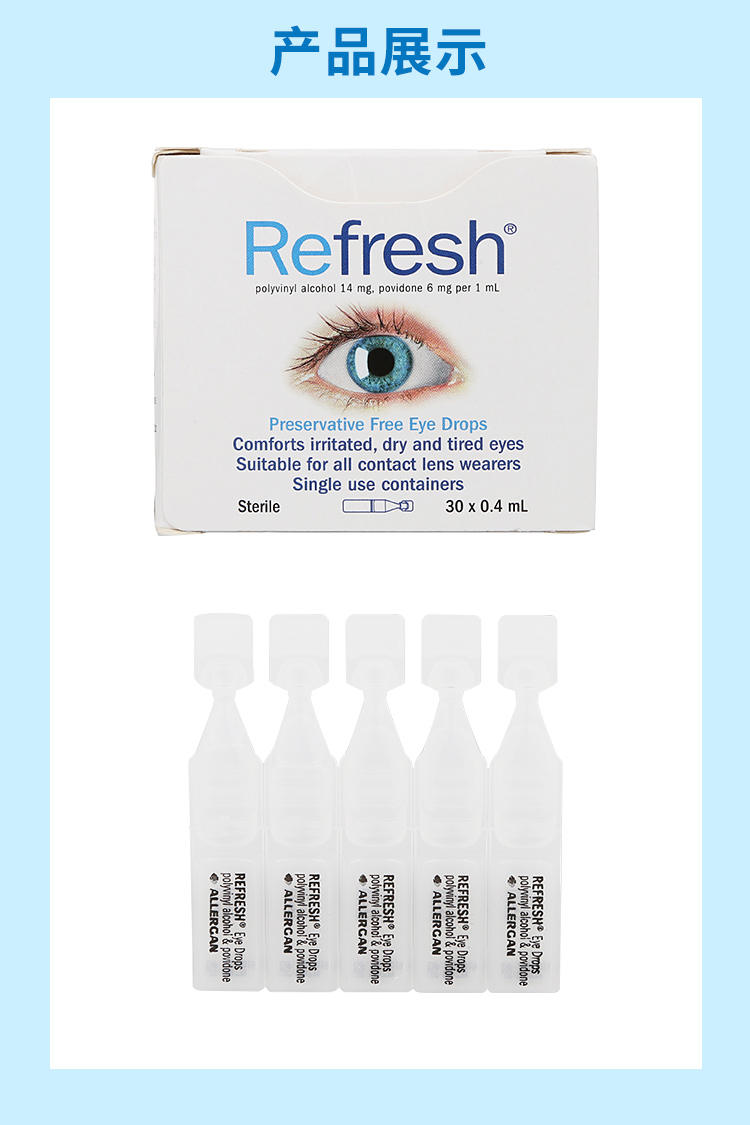 产品展示
Refresh®
polyvinyl alcohol 14 mg, povidone 6 mg per 1 mL
Preservative Free Eye Drops
Comforts irritated, dry and tired eyes
Suitable for all contact lens wearers
Single use containers
Sterile 30 x 0.4 mL
REFRESH® Eye Drops
polyvinyl alcohol & povidone
ALLERGAN
REFRESH® Eye Drops
polyvinyl alcohol & povidone
ALLERGAN
REFRESH® Eye Drops
polyvinyl alcohol & povidone
ALLERGAN
REFRESH® Eye Drops
polyvinyl alcohol & povidone
ALLERGAN
REFRESH® Eye Drops
polyvinyl alcohol & povidone
ALLERGAN